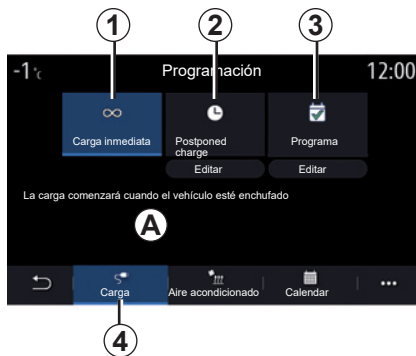 1 2 3
-1°c Programación 12:00
Carga inmediata Postponed charge Programa
Editar Editar
La carga comenzará cuando el vehículo esté enchufado
A
Carga Aire acondicionado Calendar
4